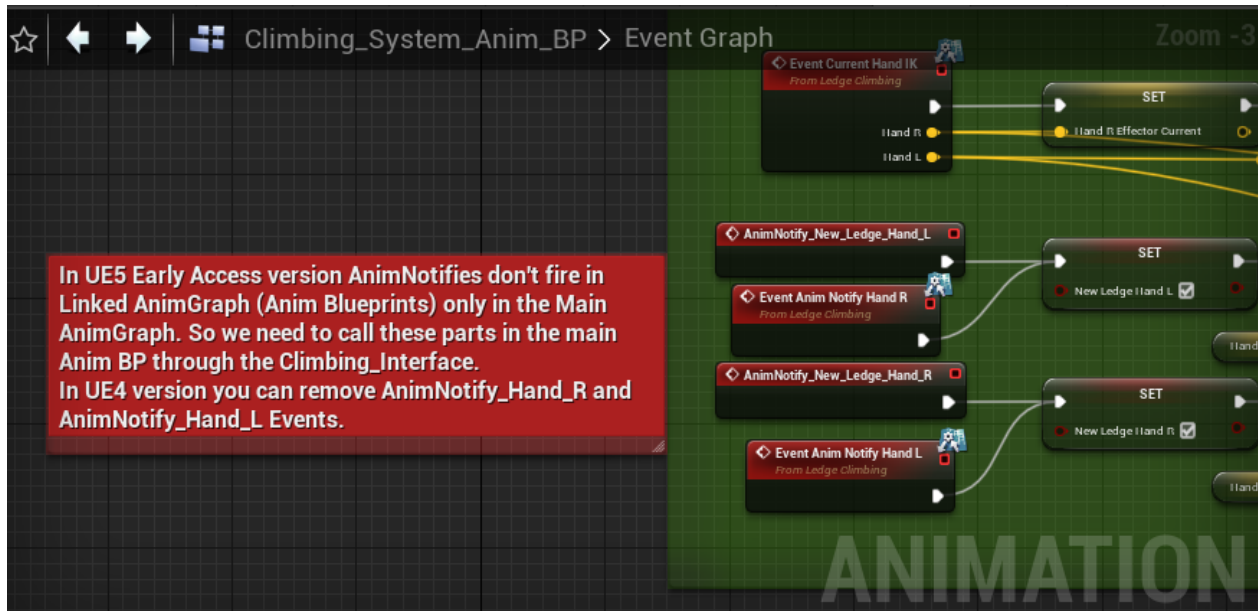 Climbing_System_Anim_BP > Event Graph
Zoom -3
Event Current Hand IK
From Ledge Climbing
Hand R
Hand L
SET
Hand R Effector Current
In UE5 Early Access version AnimNotifies don't fire in
Linked AnimGraph (Anim Blueprints) only in the Main
AnimGraph. So we need to call these parts in the main
Anim BP through the Climbing_Interface.
In UE4 version you can remove AnimNotify_Hand_R and
AnimNotify_Hand_L Events.
AnimNotify_New_Ledge_Hand_L
Event Anim Notify Hand R
From Ledge Climbing
SET
New Ledge Hand L
Hand
AnimNotify_New_Ledge_Hand_R
Event Anim Notify Hand L
From Ledge Climbing
SET
New Ledge Hand R
Hand
ANIMATION